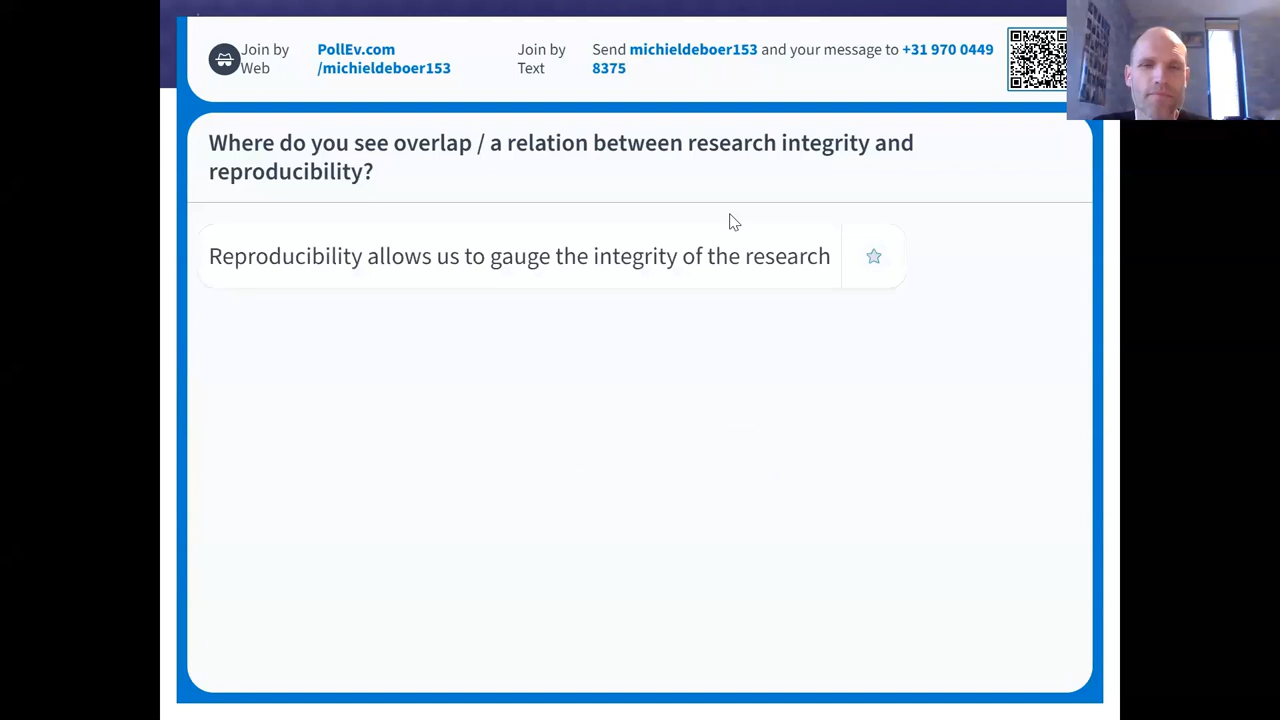 Join by
Web
PollEv.com
/michieldeboer153
Join by
Text
Send michieldeboer153 and your message to +31 970 0449
8375
Where do you see overlap / a relation between research integrity and
reproducibility?
Reproducibility allows us to gauge the integrity of the research